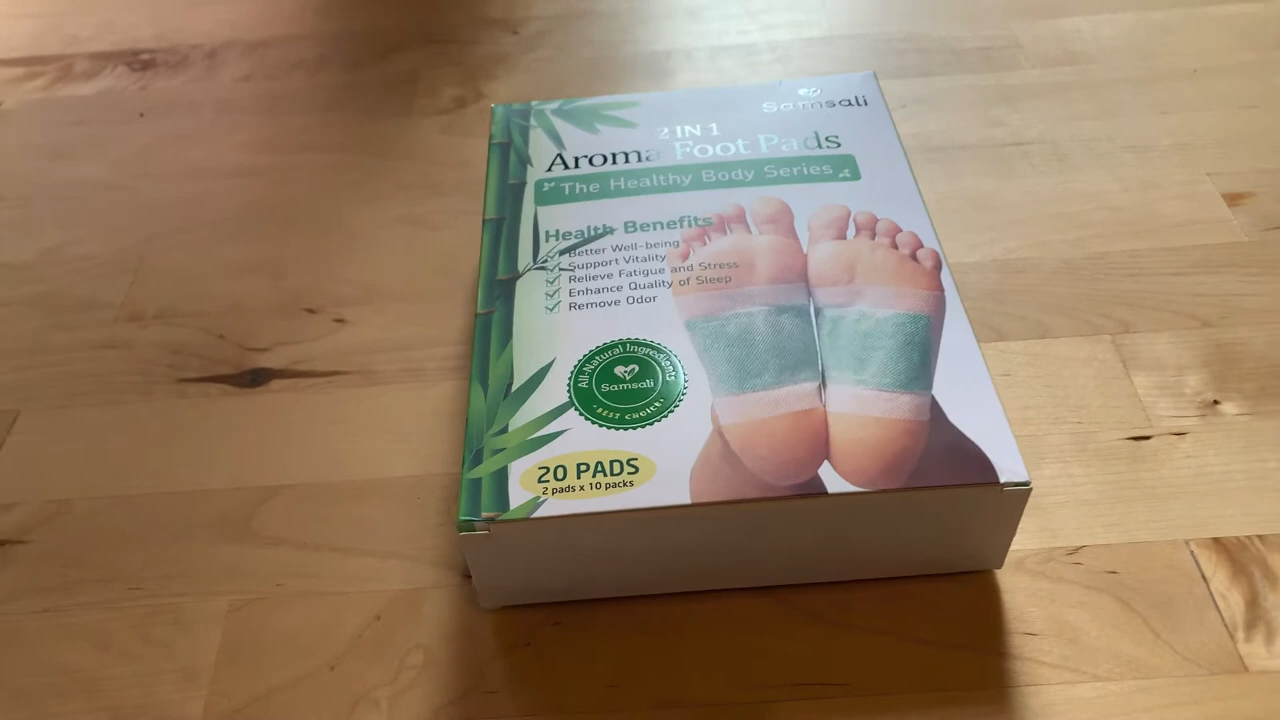 Samsali
2 IN 1
Aroma Foot Pads
The Healthy Body Series
Health Benefits
Better Well-being
Support Vitality
Relieve Fatigue and Stress
Enhance Quality of Sleep
Remove Odor
All-Natural Ingredients
Samsali
BEST CHOICE
20 PADS
2 pads x 10 packs